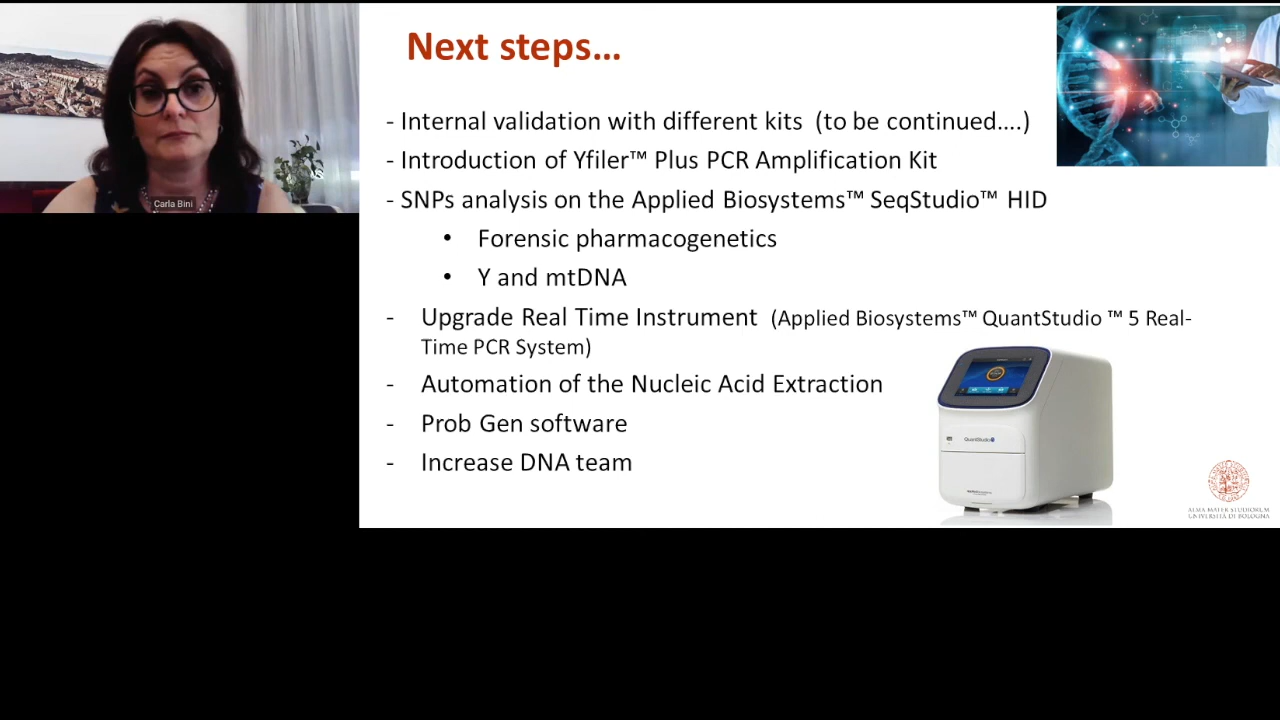 Next steps...
- Internal validation with different kits (to be continued....)
- Introduction of Yfiler™ Plus PCR Amplification Kit
- SNPs analysis on the Applied Biosystems™ SeqStudio™ HID
• Forensic pharmacogenetics
• Y and mtDNA
- Upgrade Real Time Instrument (Applied Biosystems™ QuantStudio ™ 5 Real-
Time PCR System)
- Automation of the Nucleic Acid Extraction
- Prob Gen software
- Increase DNA team
Carla Bini
QuantStudio
ALMA MATER STUDIORUM
UNIVERSITÀ DI BOLOGNA